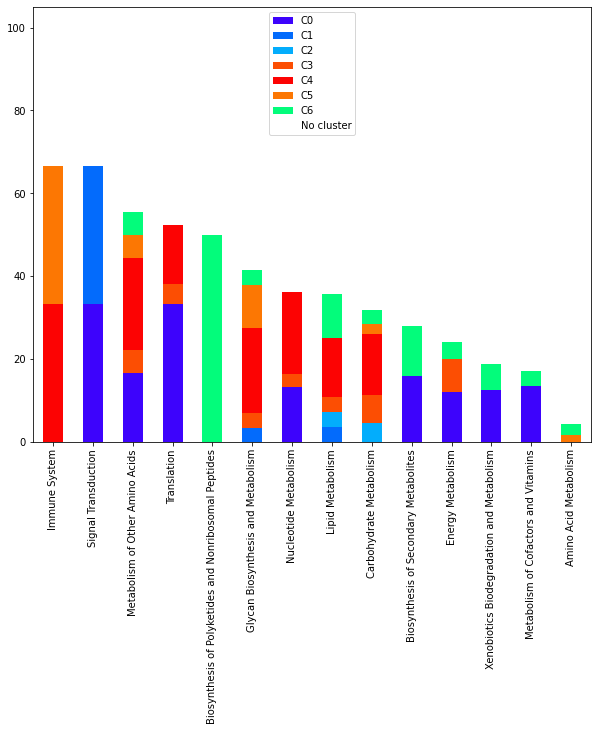 100
80
60
40
20
0
C0
C1
C2
C3
C4
C5
C6
No cluster
Immune System
Signal Transduction
Metabolism of Other Amino Acids
Translation
Biosynthesis of Polyketides and Nonribosomal Peptides
Glycan Biosynthesis and Metabolism
Nucleotide Metabolism
Lipid Metabolism
Carbohydrate Metabolism
Biosynthesis of Secondary Metabolites
Energy Metabolism
Xenobiotics Biodegradation and Metabolism
Metabolism of Cofactors and Vitamins
Amino Acid Metabolism